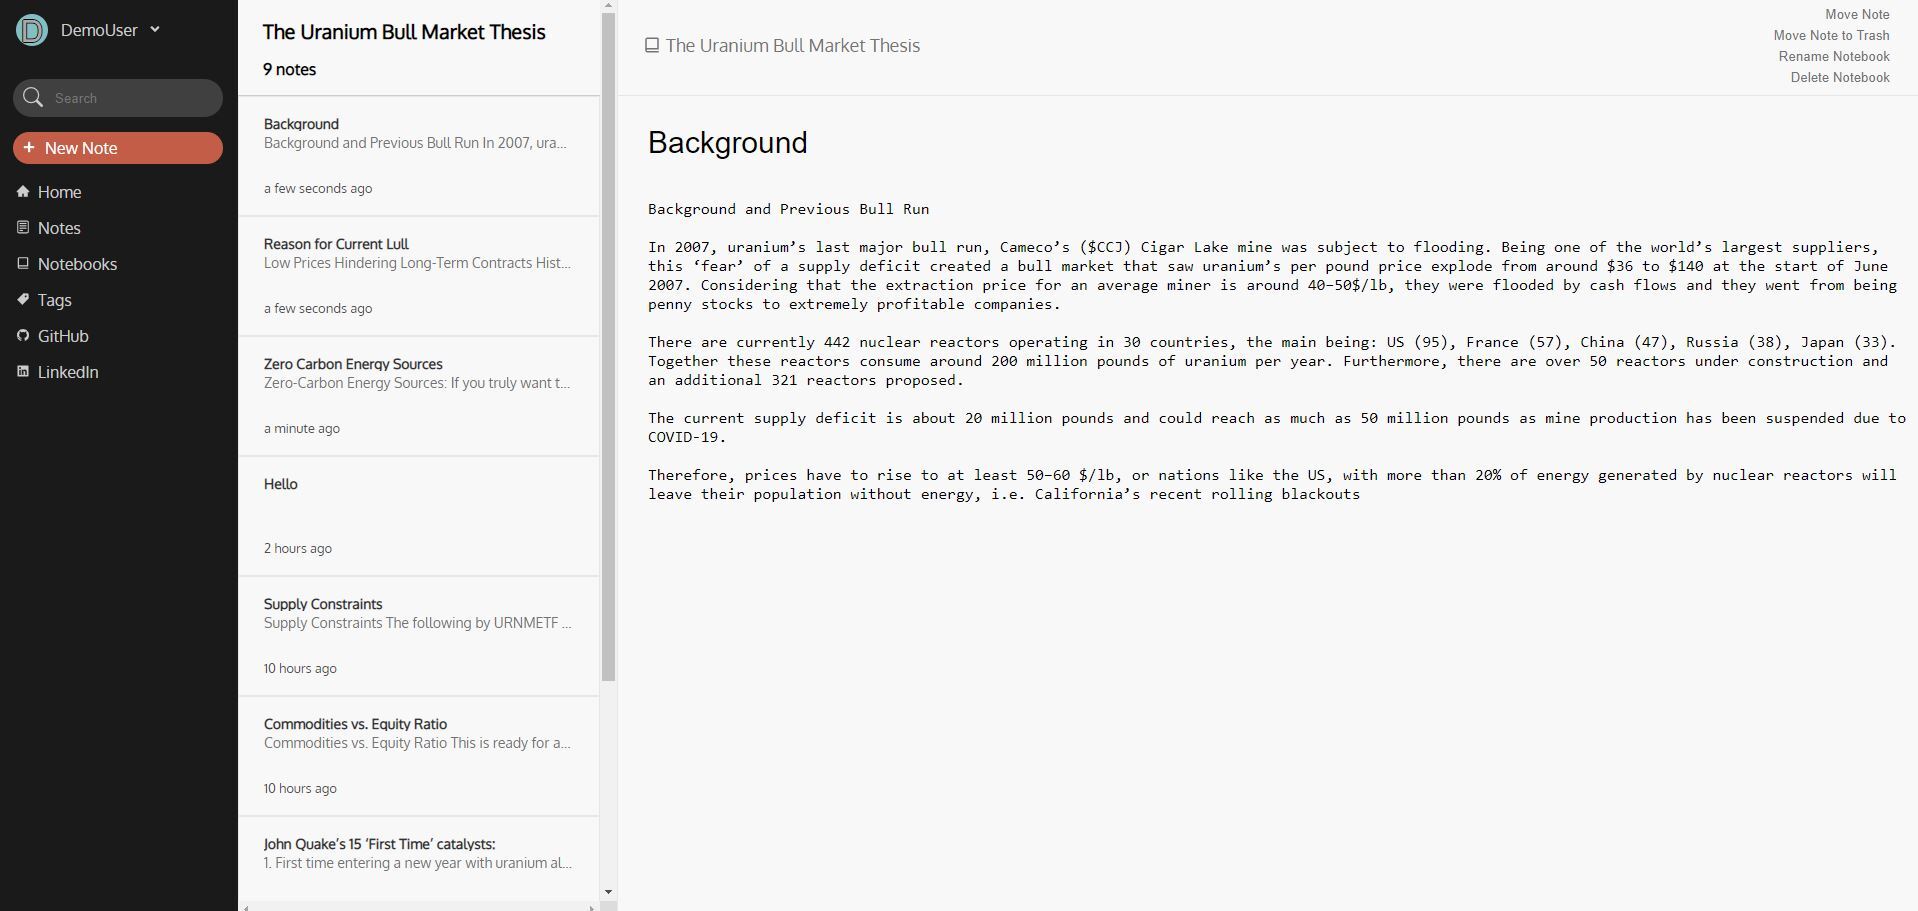 DemoUser
Search
+ New Note
Home
Notes
Notebooks
Tags
GitHub
LinkedIn
The Uranium Bull Market Thesis
9 notes
Background
Background and Previous Bull Run In 2007, ura...
a few seconds ago
Reason for Current Lull
Low Prices Hindering Long-Term Contracts Hist...
a few seconds ago
Zero Carbon Energy Sources
Zero-Carbon Energy Sources: If you truly want t...
a minute ago
Hello
2 hours ago
Supply Constraints
Supply Constraints The following by URNMETF ...
10 hours ago
Commodities vs. Equity Ratio
Commodities vs. Equity Ratio This is ready for a...
10 hours ago
John Quake’s 15 ‘First Time’ catalysts:
1. First time entering a new year with uranium al...
The Uranium Bull Market Thesis
Move Note
Move Note to Trash
Rename Notebook
Delete Notebook
Background
Background and Previous Bull Run
In 2007, uranium’s last major bull run, Cameco’s ($CCJ) Cigar Lake mine was subject to flooding. Being one of the world’s largest suppliers,
this ‘fear’ of a supply deficit created a bull market that saw uranium’s per pound price explode from around $36 to $140 at the start of June
2007. Considering that the extraction price for an average miner is around 40–50$/lb, they were flooded by cash flows and they went from being
penny stocks to extremely profitable companies.
There are currently 442 nuclear reactors operating in 30 countries, the main being: US (95), France (57), China (47), Russia (38), Japan (33).
Together these reactors consume around 200 million pounds of uranium per year. Furthermore, there are over 50 reactors under construction and
an additional 321 reactors proposed.
The current supply deficit is about 20 million pounds and could reach as much as 50 million pounds as mine production has been suspended due to
COVID-19.
Therefore, prices have to rise to at least 50–60 $/lb, or nations like the US, with more than 20% of energy generated by nuclear reactors will
leave their population without energy, i.e. California’s recent rolling blackouts